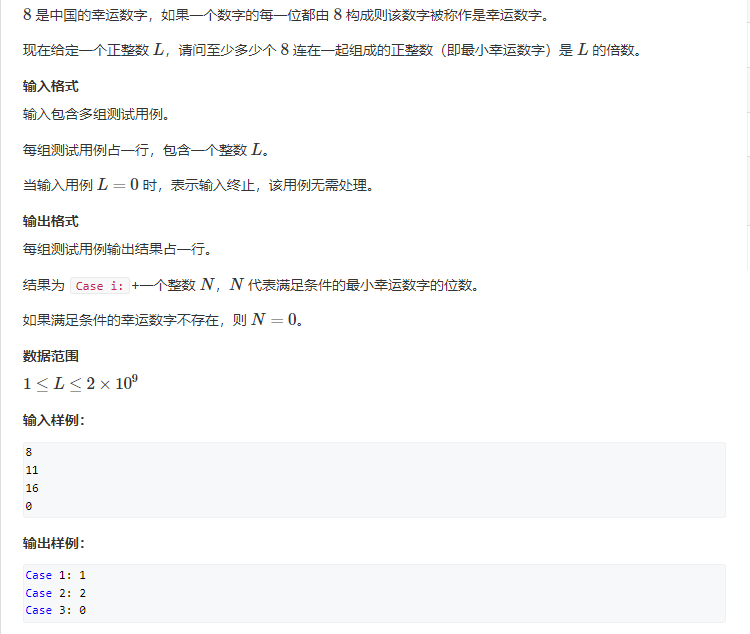 8 是中国的幸运数字，如果一个数字的每一位都由 8 构成则该数字被称作是幸运数字。
现在给定一个正整数 L，请问至少多少个 8 连在一起组成的正整数（即最小幸运数字）是 L 的倍数。
输入格式
输入包含多组测试用例。
每组测试用例占一行，包含一个整数 L。
当输入用例 L = 0 时，表示输入终止，该用例无需处理。
输出格式
每组测试用例输出结果占一行。
结果为 Case i: +一个整数 N，N 代表满足条件的最小幸运数字的位数。
如果满足条件的幸运数字不存在，则 N = 0。
数据范围
1 ≤ L ≤ 2 × 10⁹
输入样例：
8
11
16
0
输出样例：
Case 1: 1
Case 2: 2
Case 3: 0